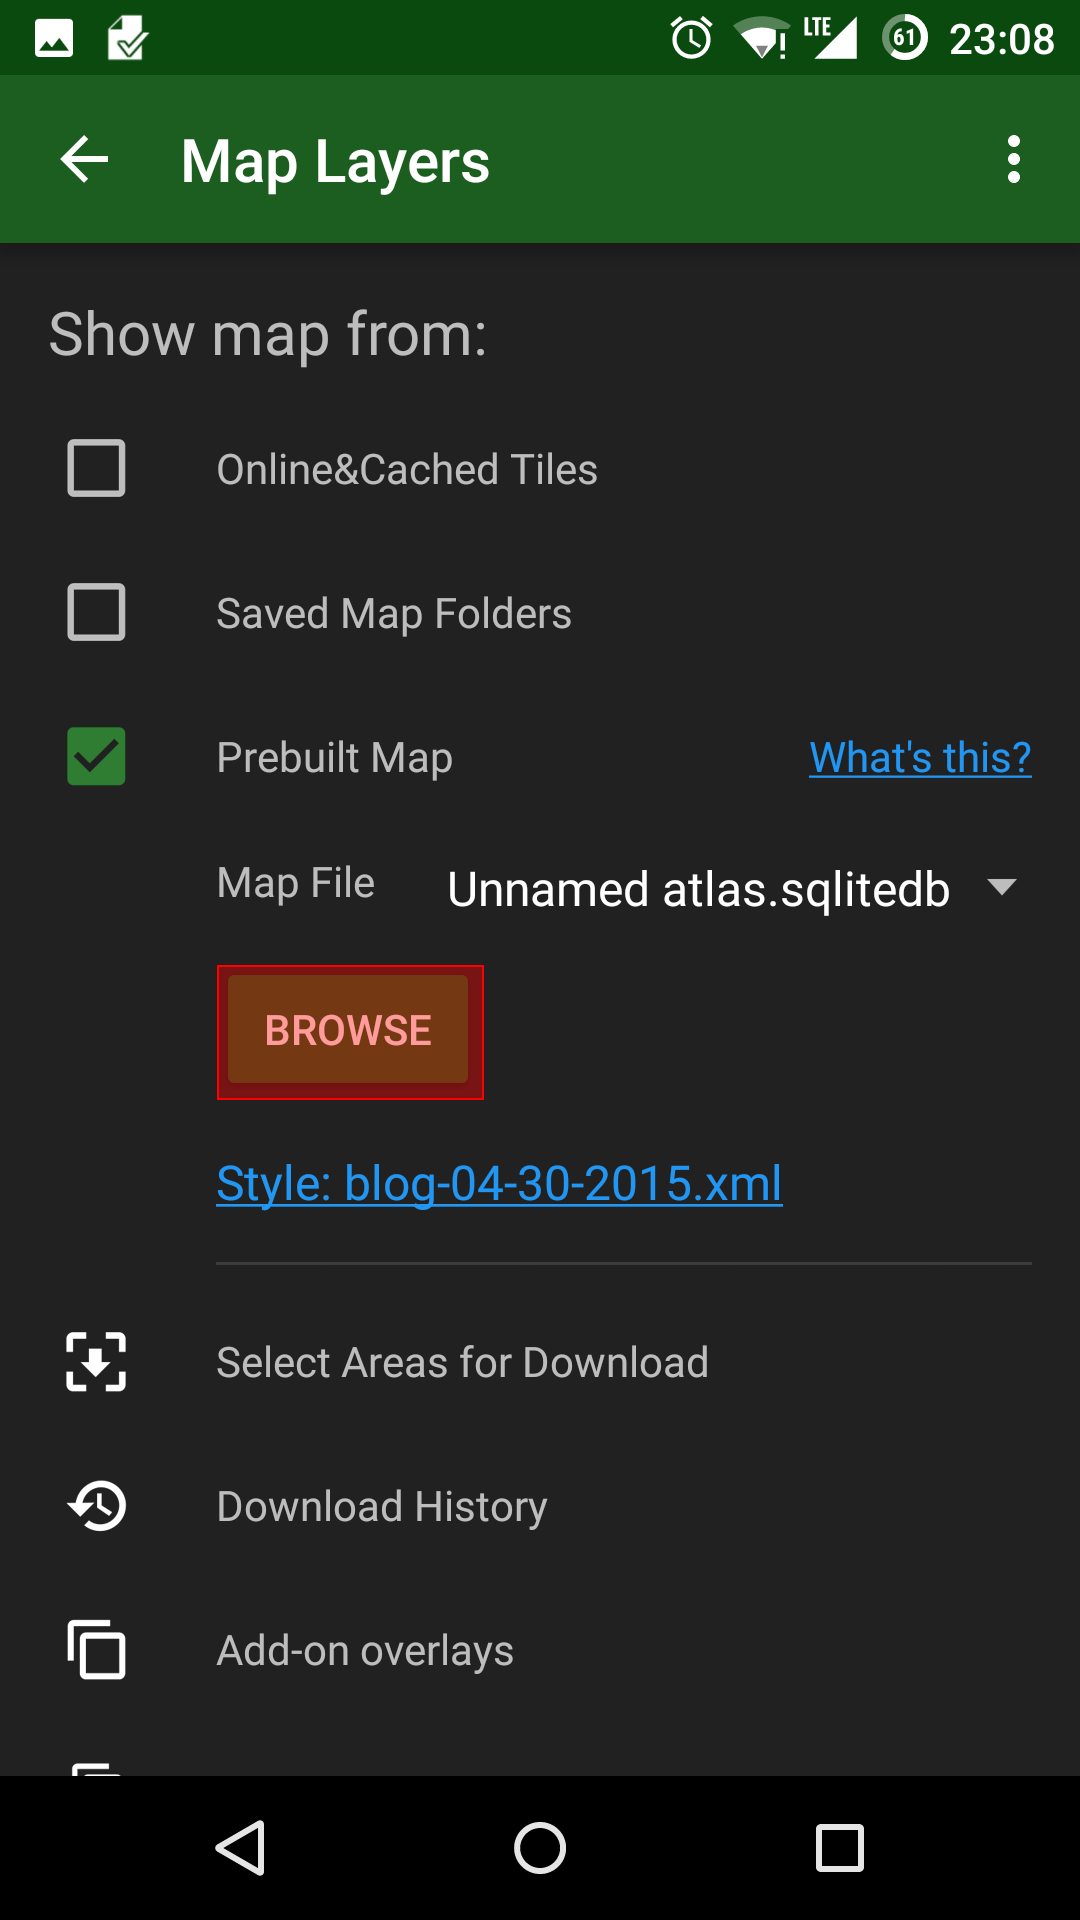 LTE 61 23:08
Map Layers
Show map from:
Online&Cached Tiles
Saved Map Folders
Prebuilt Map What's this?
Map File Unnamed atlas.sqlitedb
BROWSE
Style: blog-04-30-2015.xml
Select Areas for Download
Download History
Add-on overlays